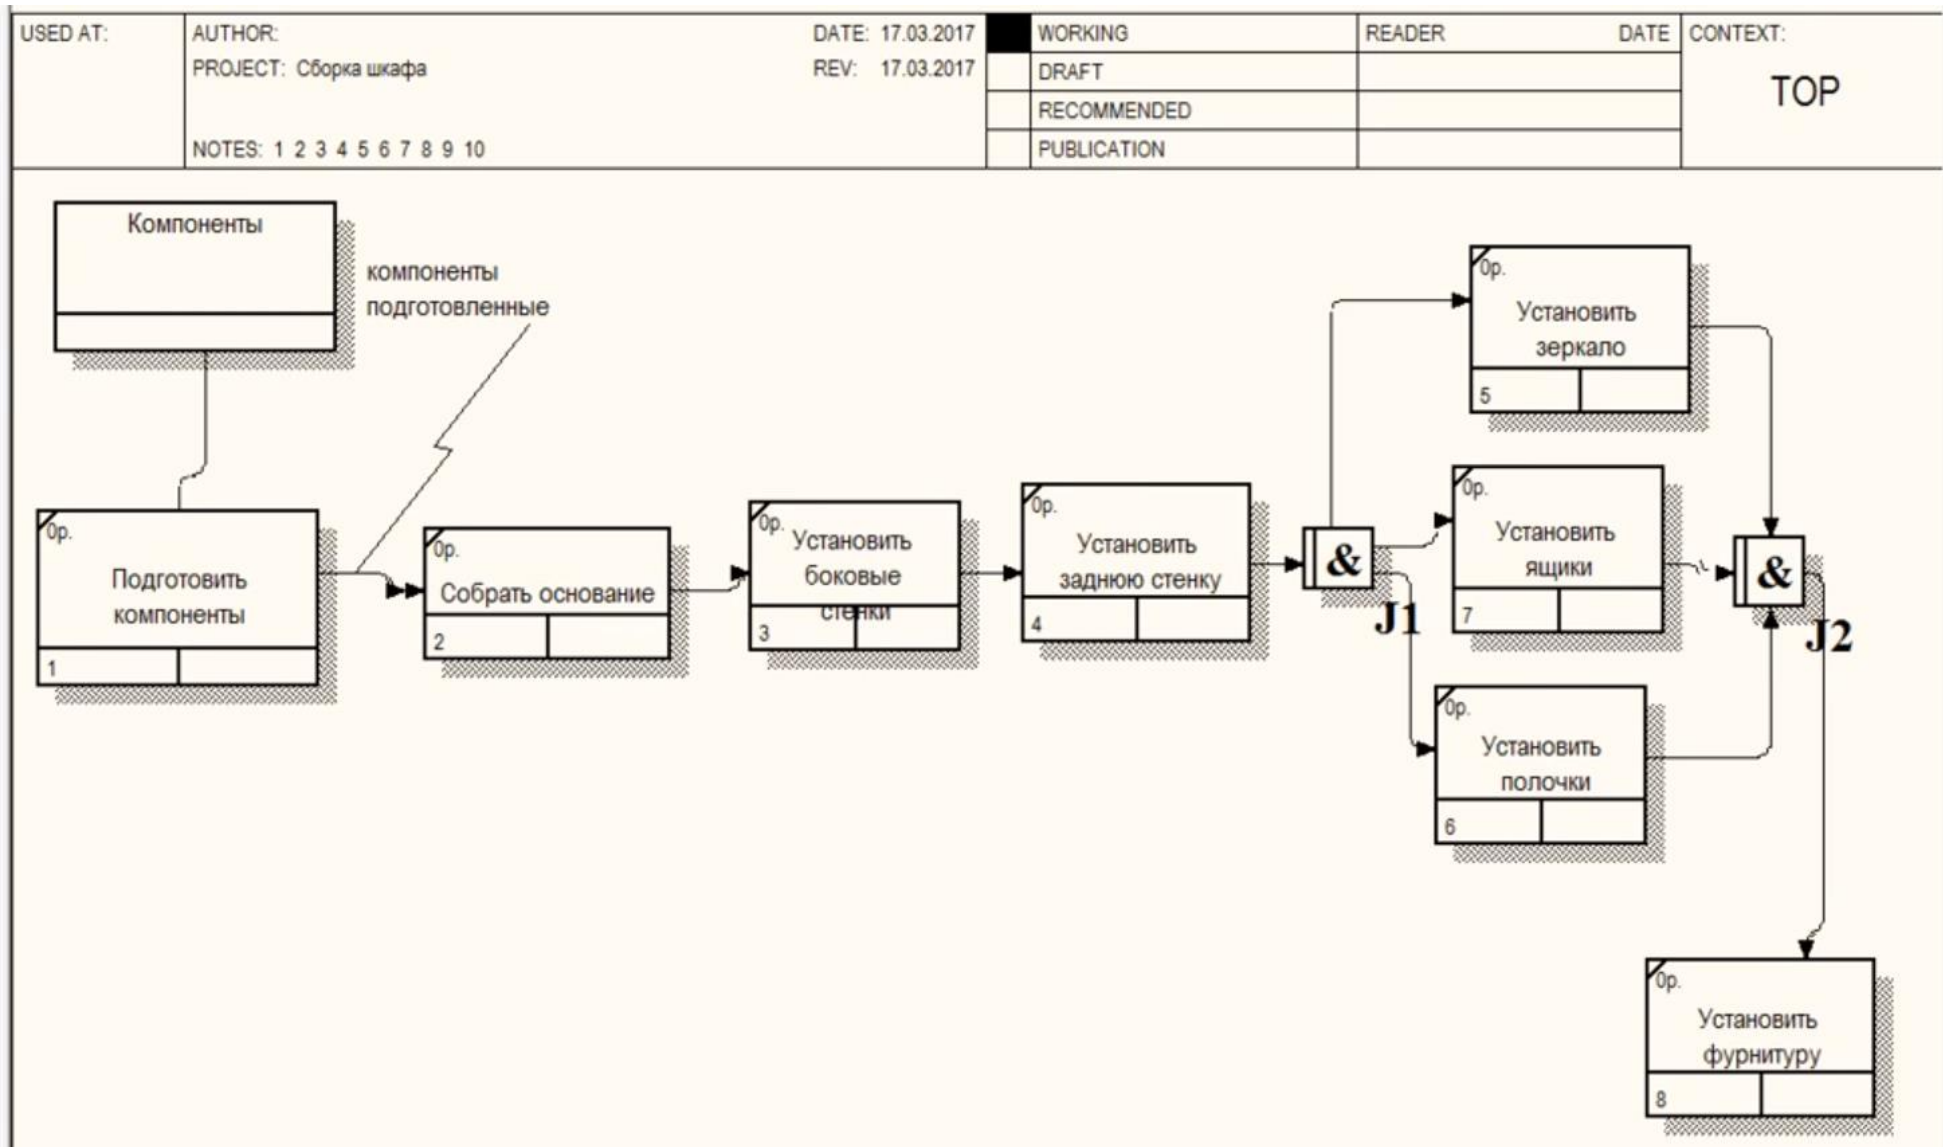 USED AT:
AUTHOR:
DATE: 17.03.2017
PROJECT: Сборка шкафа
REV: 17.03.2017
NOTES: 1 2 3 4 5 6 7 8 9 10
WORKING
DRAFT
RECOMMENDED
PUBLICATION
READER
DATE
CONTEXT:
TOP
Компоненты
компоненты
подготовленные
0р.
Подготовить
компоненты
1
0р.
Собрать основание
2
0р.
Установить
боковые
стенки
3
0р.
Установить
заднюю стенку
4
&
J1
0р.
Установить
зеркало
5
0р.
Установить
ящики
7
0р.
Установить
полочки
6
&
J2
0р.
Установить
фурнитуру
8